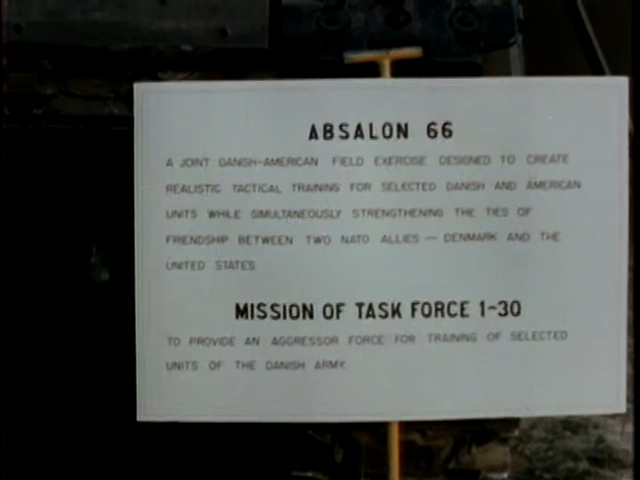 ABSALON 66
A JOINT DANISH-AMERICAN FIELD EXERCISE DESIGNED TO CREATE
REALISTIC TACTICAL TRAINING FOR SELECTED DANISH AND AMERICAN
UNITS WHILE SIMULTANEOUSLY STRENGTHENING THE TIES OF
FRIENDSHIP BETWEEN TWO NATO ALLIES — DENMARK AND THE
UNITED STATES
MISSION OF TASK FORCE 1-30
TO PROVIDE AN AGGRESSOR FORCE FOR TRAINING OF SELECTED
UNITS OF THE DANISH ARMY.